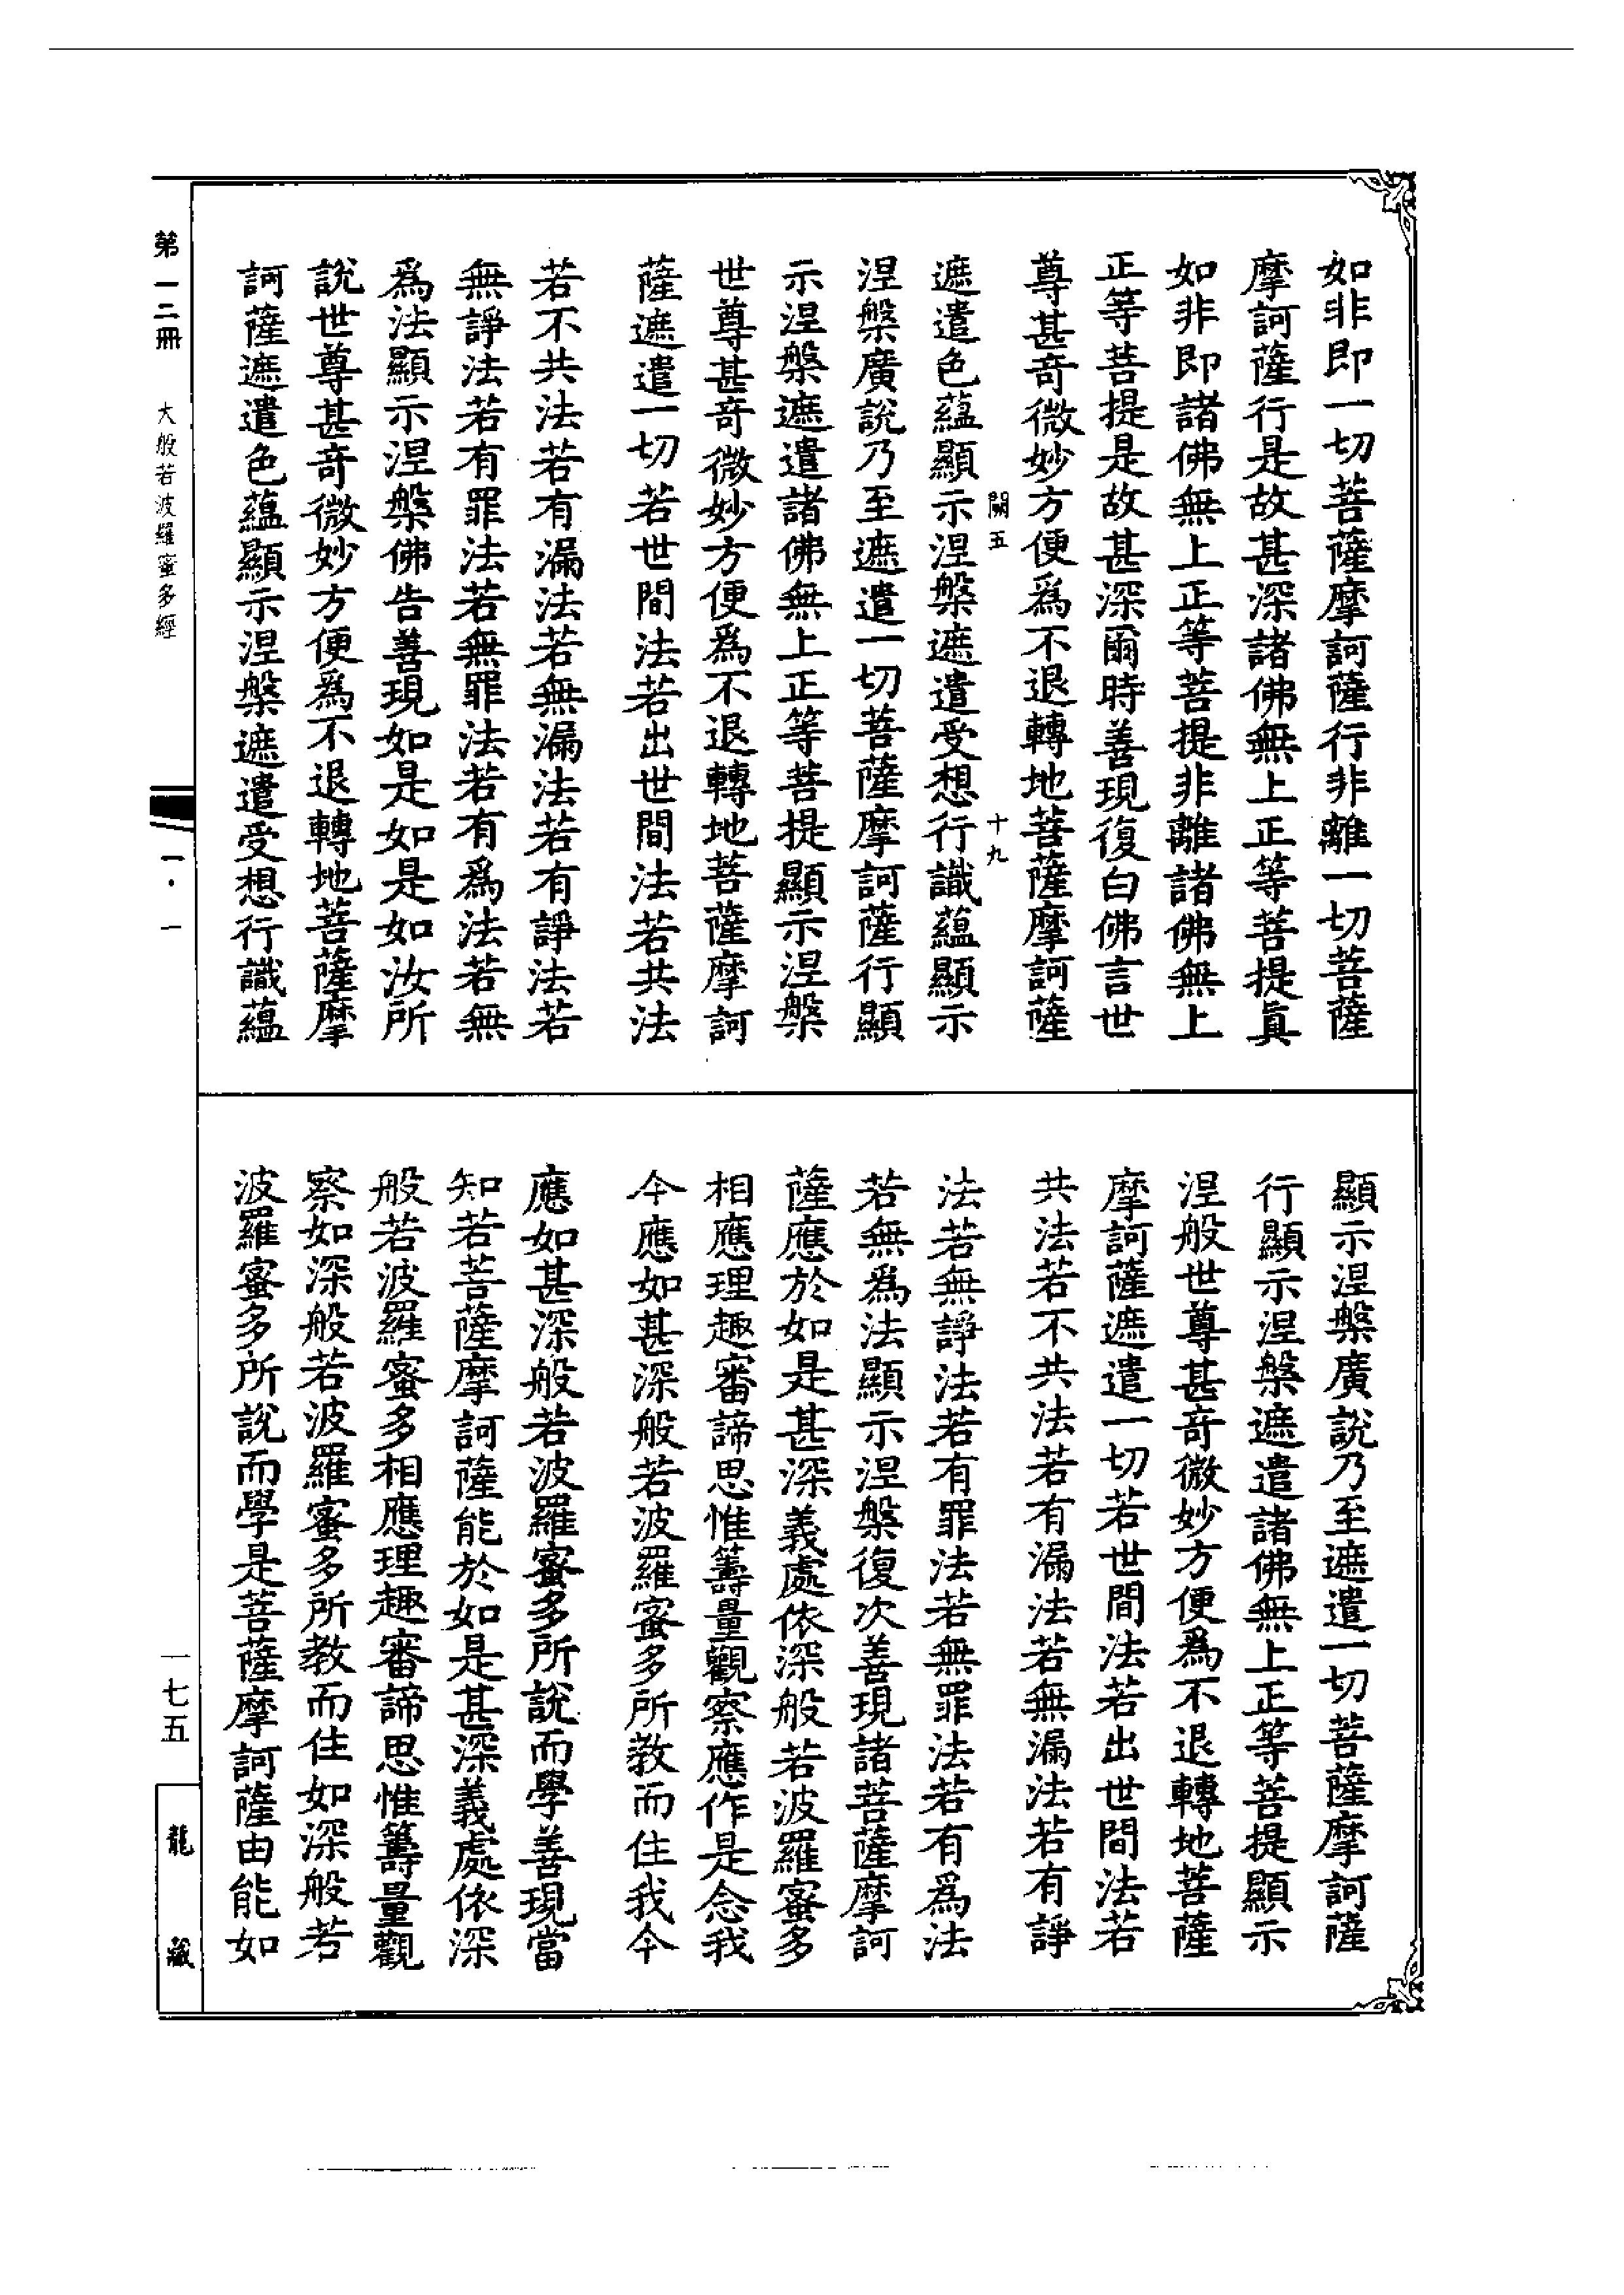 如非即一切菩薩摩訶薩行非離一切菩薩
摩訶薩行是故甚深諸佛無上正等菩提真
如非即諸佛無上正等菩提非離諸佛無上
正等菩提是故甚深爾時善現復白佛言世
尊甚奇微妙方便為不退轉地菩薩摩訶薩
闕五 十九
遮遣色蘊顯示涅槃遮遣受想行識蘊顯示
涅槃廣說乃至遮遣一切菩薩摩訶薩行顯
示涅槃遮遣諸佛無上正等菩提顯示涅槃
世尊甚奇微妙方便為不退轉地菩薩摩訶
薩遮遣一切若世間法若出世間法若共法
若不共法若有漏法若無漏法若有諍法若
無諍法若有罪法若無罪法若有為法若無
為法顯示涅槃佛告善現如是如是如汝所
說世尊甚奇微妙方便為不退轉地菩薩摩
訶薩遮遣色蘊顯示涅槃遮遣受想行識蘊
顯示涅槃廣說乃至遮遣一切菩薩摩訶薩
行顯示涅槃遮遣諸佛無上正等菩提顯示
涅般世尊甚奇微妙方便為不退轉地菩薩
摩訶薩遮遣一切若世間法若出世間法若
共法若不共法若有漏法若無漏法若有諍
法若無諍法若有罪法若無罪法若有為法
若無為法顯示涅槃復次善現諸菩薩摩訶
薩應於如是甚深義處依深般若波羅蜜多
相應理趣審諦思惟籌量觀察應作是念我
今應如甚深般若波羅蜜多所教而住我今
應如甚深般若波羅蜜多所說而學善現當
知若菩薩摩訶薩能於如是甚深義處依深
般若波羅蜜多相應理趣審諦思惟籌量觀
察如深般若波羅蜜多所教而住如深般若
波羅蜜多所說而學是菩薩摩訶薩由能如
第一三冊 大般若波羅蜜多經
一·一
一七五
龍藏